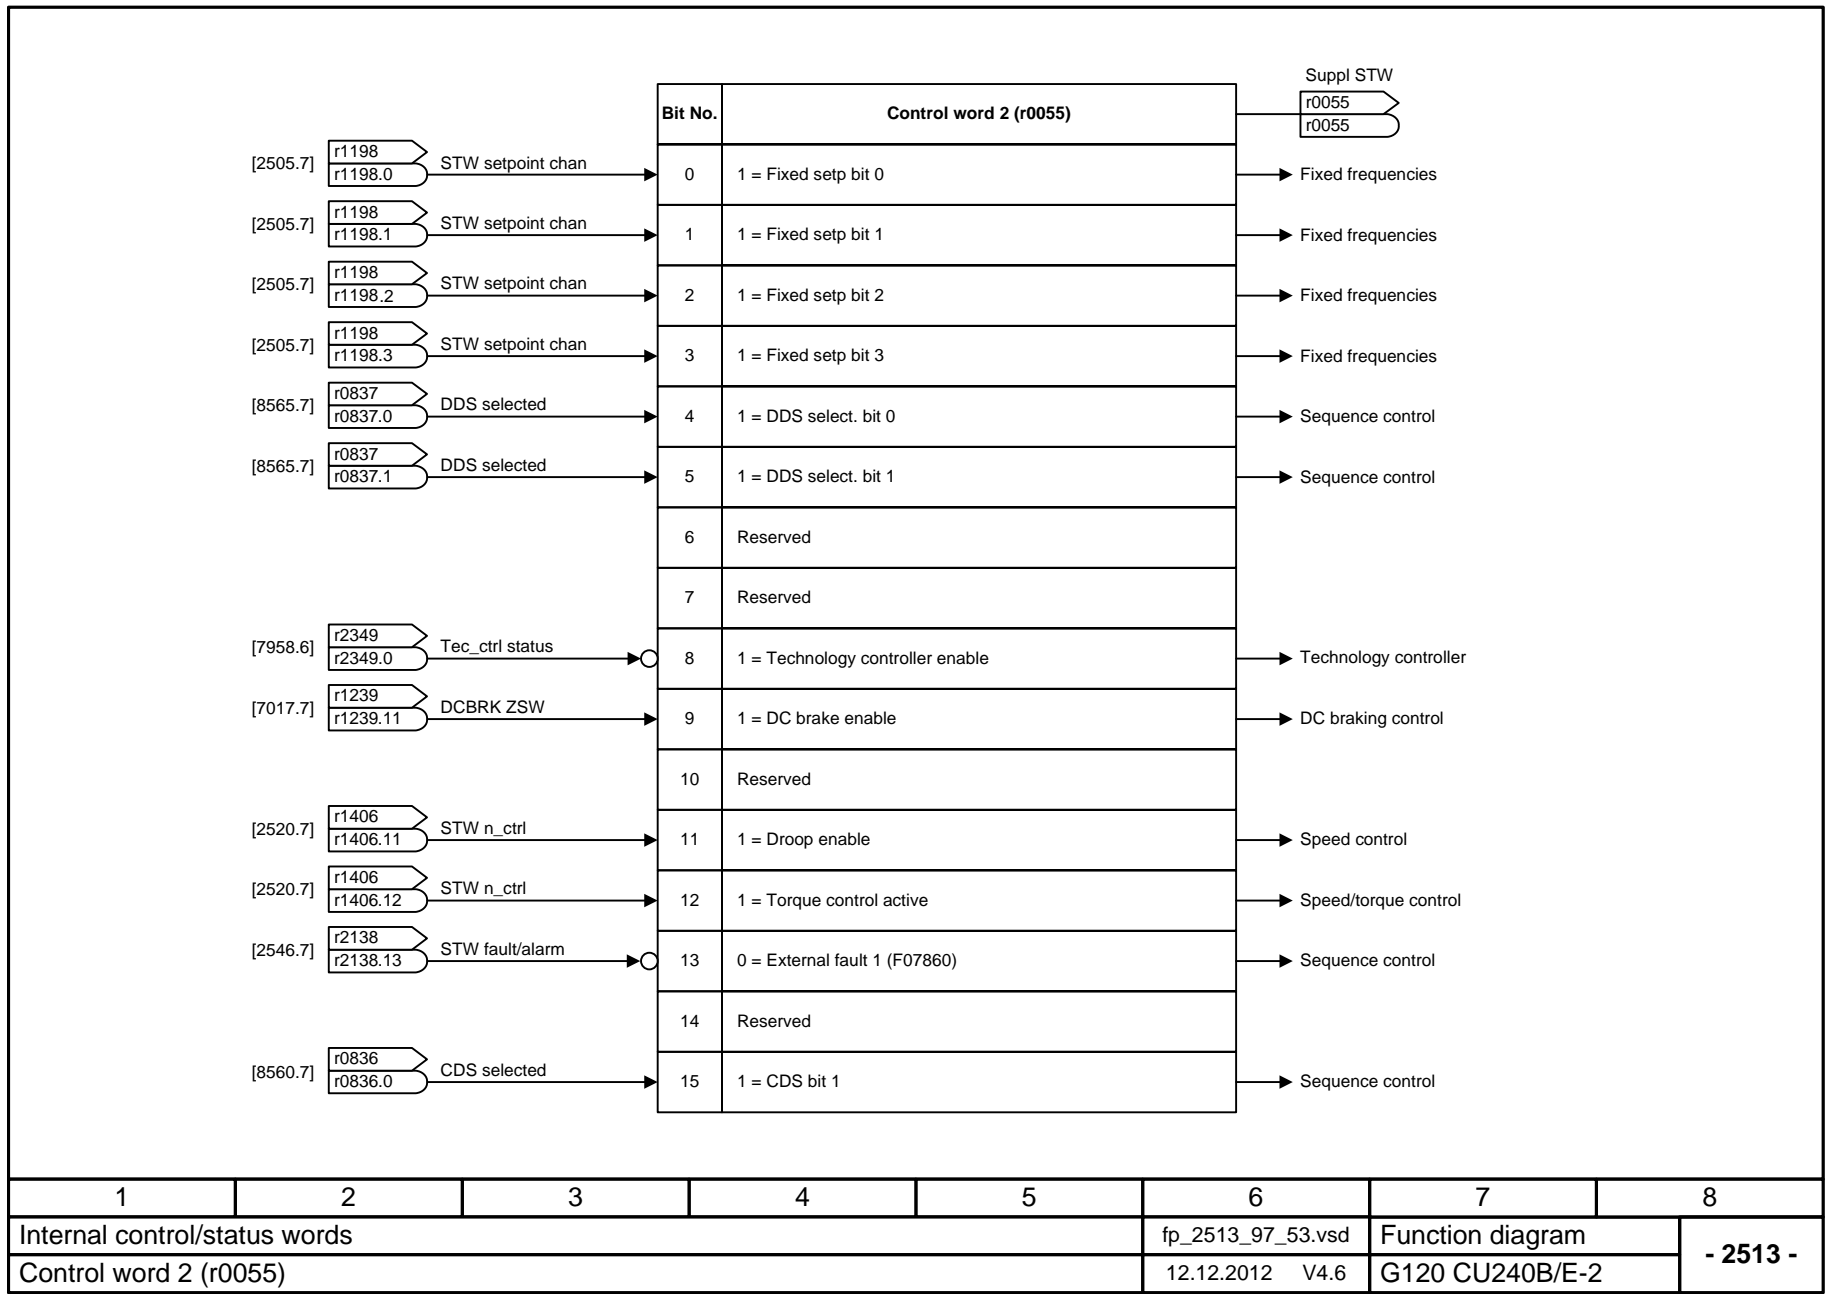 Suppl STW
r0055
r0055
Bit No. Control word 2 (r0055)
[2505.7] r1198 STW setpoint chan
r1198.0 0 1 = Fixed setp bit 0 Fixed frequencies
[2505.7] r1198 STW setpoint chan
r1198.1 1 1 = Fixed setp bit 1 Fixed frequencies
[2505.7] r1198 STW setpoint chan
r1198.2 2 1 = Fixed setp bit 2 Fixed frequencies
[2505.7] r1198 STW setpoint chan
r1198.3 3 1 = Fixed setp bit 3 Fixed frequencies
[8565.7] r0837 DDS selected
r0837.0 4 1 = DDS select. bit 0 Sequence control
[8565.7] r0837 DDS selected
r0837.1 5 1 = DDS select. bit 1 Sequence control
6 Reserved
7 Reserved
[7958.6] r2349 Tec_ctrl status
r2349.0 8 1 = Technology controller enable Technology controller
[7017.7] r1239 DCBRK ZSW
r1239.11 9 1 = DC brake enable DC braking control
10 Reserved
[2520.7] r1406 STW n_ctrl
r1406.11 11 1 = Droop enable Speed control
[2520.7] r1406 STW n_ctrl
r1406.12 12 1 = Torque control active Speed/torque control
[2546.7] r2138 STW fault/alarm
r2138.13 13 0 = External fault 1 (F07860) Sequence control
14 Reserved
[8560.7] r0836 CDS selected
r0836.0 15 1 = CDS bit 1 Sequence control
1 2 3 4 5 6 7 8
Internal control/status words fp_2513_97_53.vsd Function diagram
- 2513 -
Control word 2 (r0055) 12.12.2012 V4.6 G120 CU240B/E-2